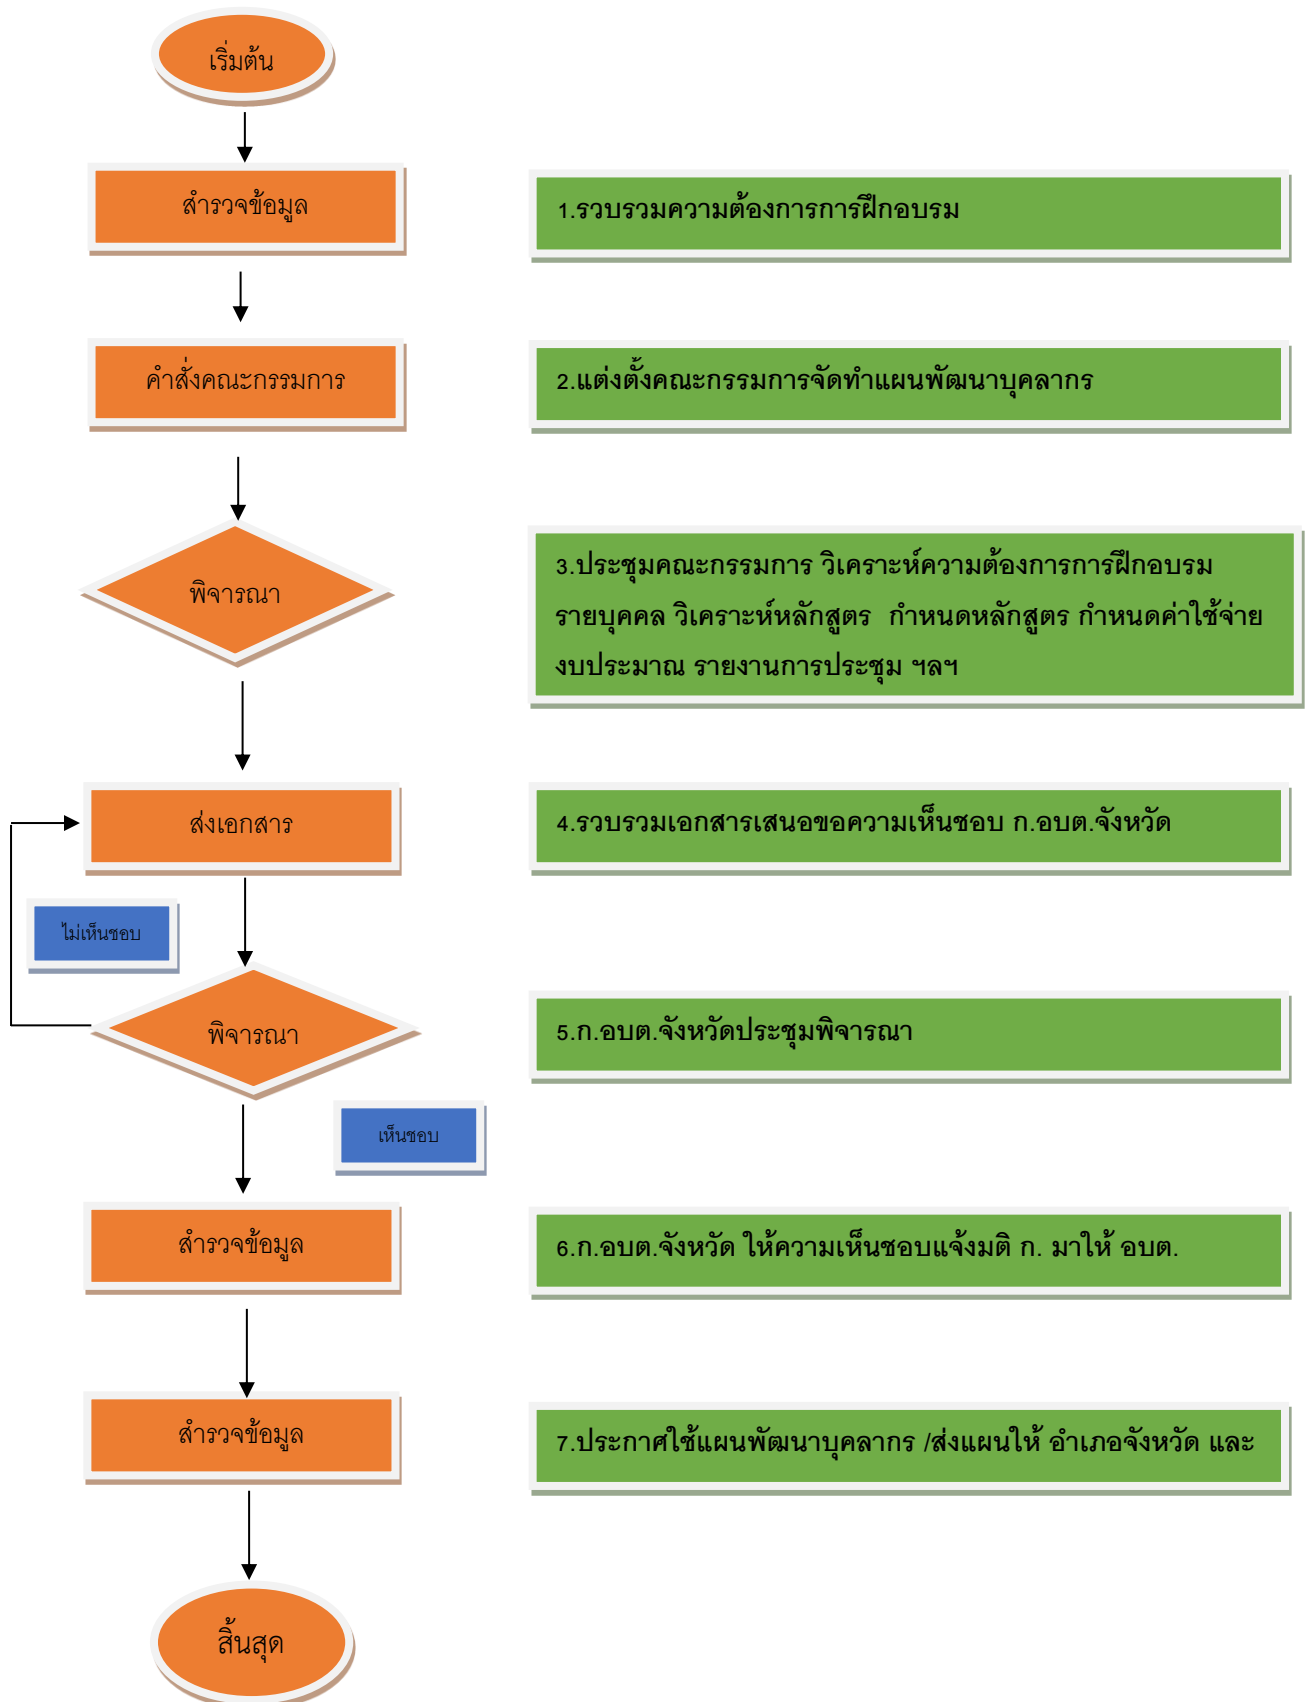 เริ่มต้น
สำรวจข้อมูล
1.รวบรวมความต้องการการฝึกอบรม
คำสั่งคณะกรรมการ
2.แต่งตั้งคณะกรรมการจัดทำแผนพัฒนาบุคลากร
พิจารณา
3.ประชุมคณะกรรมการ วิเคราะห์ความต้องการการฝึกอบรม
รายบุคคล วิเคราะห์หลักสูตร กำหนดหลักสูตร กำหนดค่าใช้จ่าย
งบประมาณ รายงานการประชุม ฯลฯ
ส่งเอกสาร
4.รวบรวมเอกสารเสนอขอความเห็นชอบ ก.อบต.จังหวัด
ไม่เห็นชอบ
พิจารณา
5.ก.อบต.จังหวัดประชุมพิจารณา
เห็นชอบ
สำรวจข้อมูล
6.ก.อบต.จังหวัด ให้ความเห็นชอบแจ้งมติ ก. มาให้ อบต.
สำรวจข้อมูล
7.ประกาศใช้แผนพัฒนาบุคลากร /ส่งแผนให้ อำเภอจังหวัด และ
สิ้นสุด